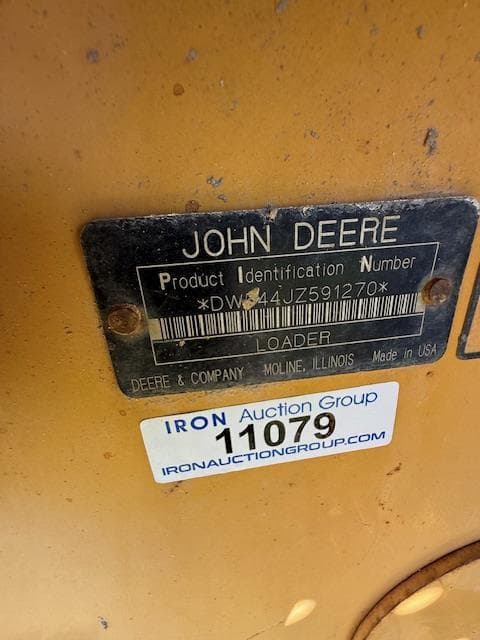 JOHN DEERE
Product Identification Number
LOADER
DEERE & COMPANY MOLINE, ILLINOIS Made in USA
IRON Auction Group
11079
IRONAUCTIONGROUP.COM